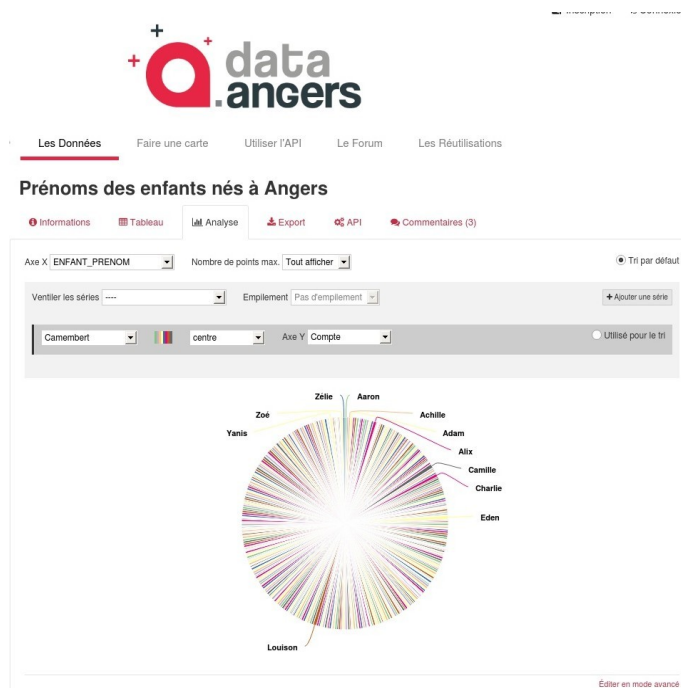 data
.angers
Les Données Faire une carte Utiliser l'API Le Forum Les Réutilisations
Prénoms des enfants nés à Angers
Informations Tableau Analyse Export API Commentaires (3)
Axe X ENFANT_PRENOM Nombre de points max. Tout afficher Tri par défaut
Ventiler les séries ---- Empilement Pas d'empilement + Ajouter une série
Camembert centre Axe Y Compte Utilisé pour le tri
Zélie Aaron
Zoé Achille
Yanis Adam
Alix
Camille
Charlie
Eden
Louison
Éditer en mode avancé